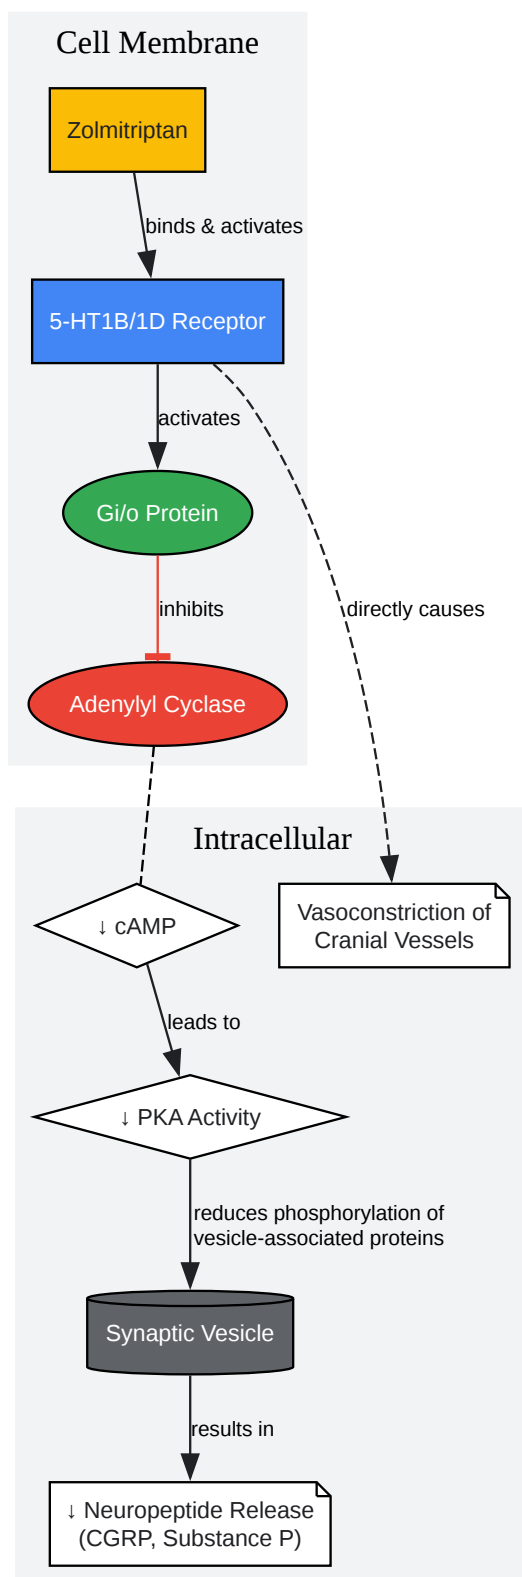 Cell Membrane
Zolmitriptan
binds & activates
5-HT1B/1D Receptor
activates
Gi/o Protein
inhibits
directly causes
Adenylyl Cyclase
Intracellular
↓ cAMP
Vasoconstriction of
Cranial Vessels
leads to
↓ PKA Activity
reduces phosphorylation of
vesicle-associated proteins
Synaptic Vesicle
results in
↓ Neuropeptide Release
(CGRP, Substance P)